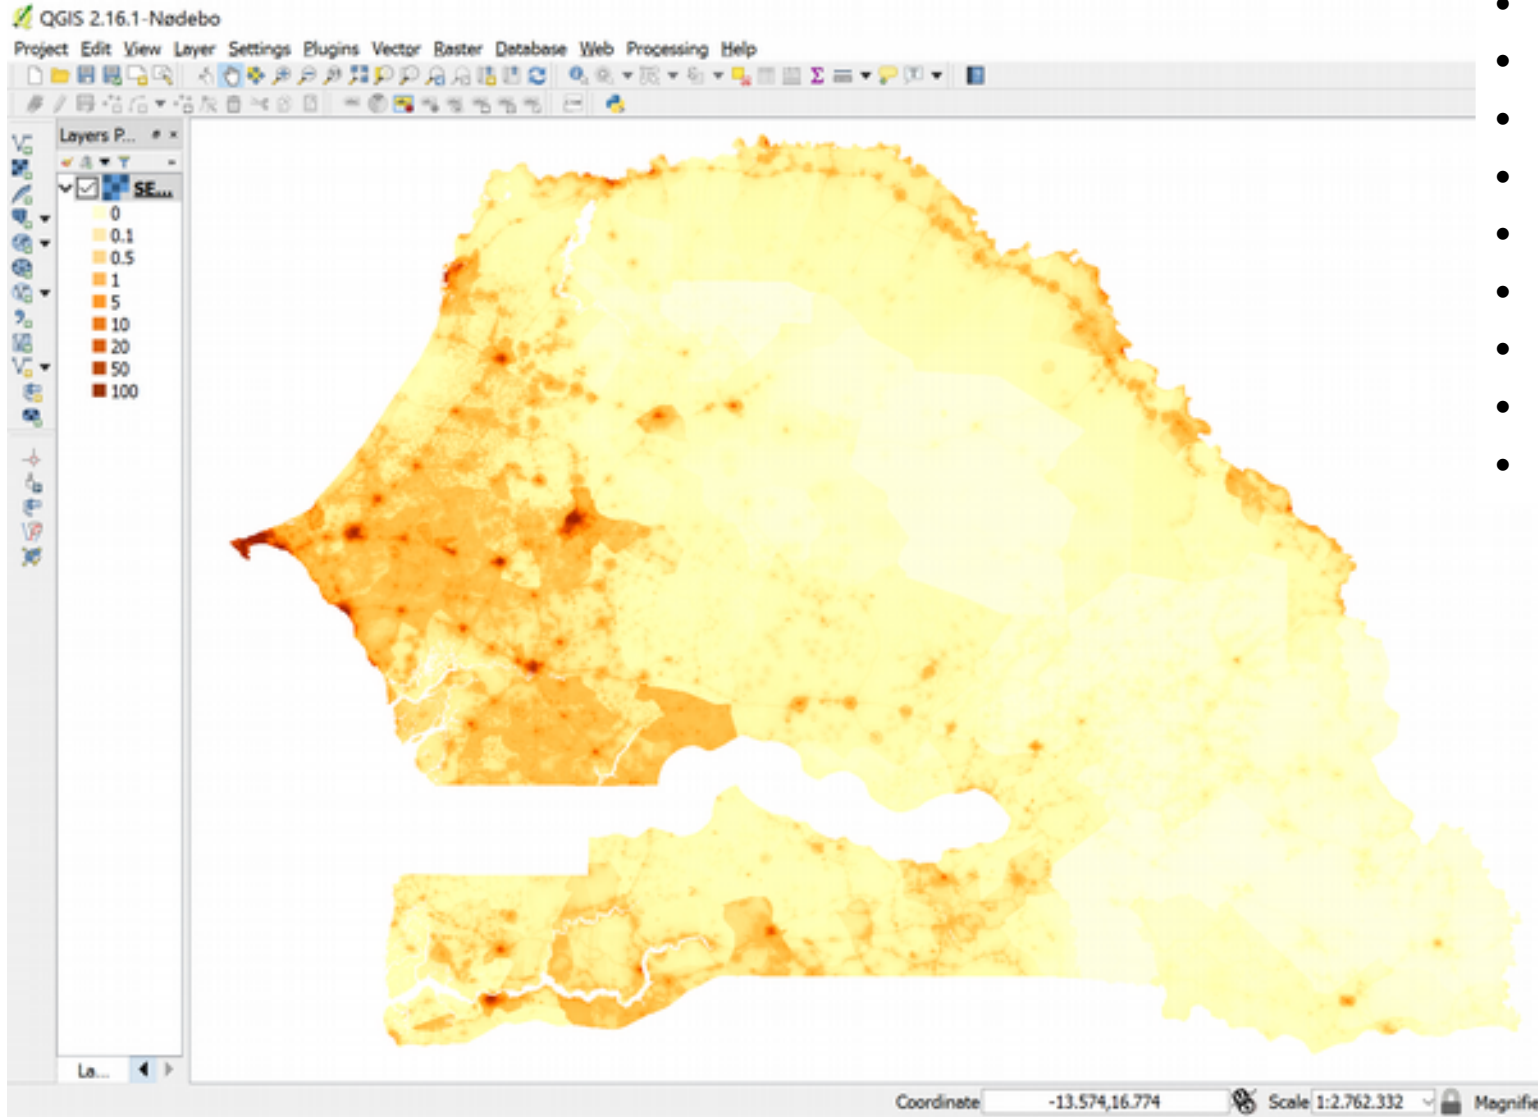 QGIS 2.16.1-Nødebo
Project Edit View Layer Settings Plugins Vector Raster Database Web Processing Help
Layers P...
SE...
0
0.1
0.5
1
5
10
20
50
100
La...
Coordinate -13.574,16.774 Scale 1:2.762.332 Magnifie